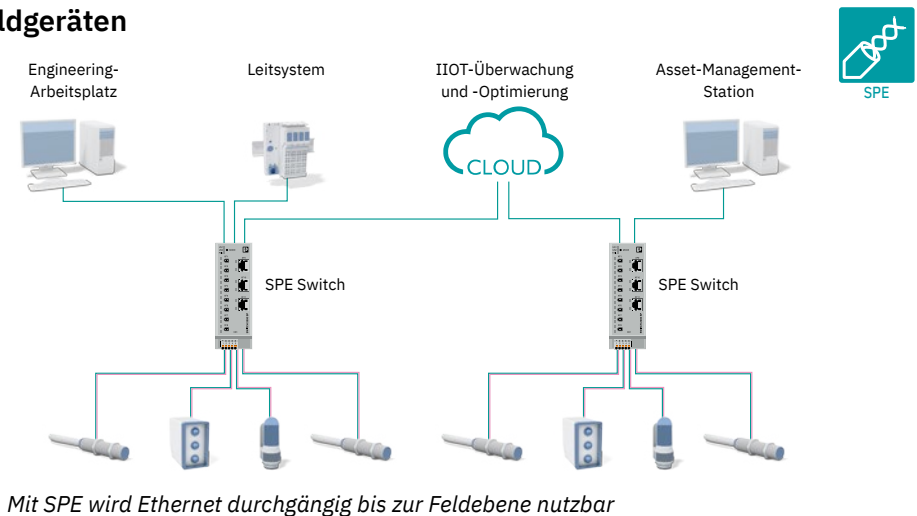 ldgeräten
Engineering-
Arbeitsplatz
Leitsystem
IIOT-Überwachung
und -Optimierung
Asset-Management-
Station
SPE
CLOUD
SPE Switch
SPE Switch
Mit SPE wird Ethernet durchgängig bis zur Feldebene nutzbar